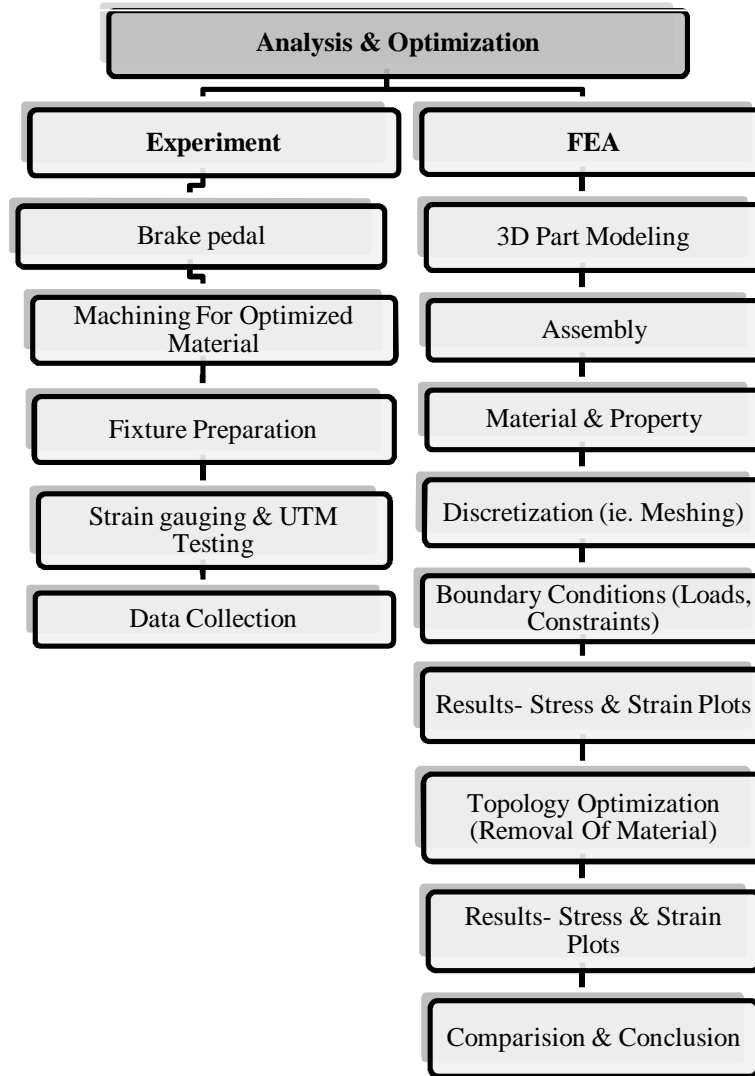 Analysis & Optimization
Experiment
Brake pedal
Machining For Optimized
Material
Fixture Preparation
Strain gauging & UTM
Testing
Data Collection
FEA
3D Part Modeling
Assembly
Material & Property
Discretization (ie. Meshing)
Boundary Conditions (Loads,
Constraints)
Results- Stress & Strain Plots
Topology Optimization
(Removal Of Material)
Results- Stress & Strain
Plots
Comparision & Conclusion